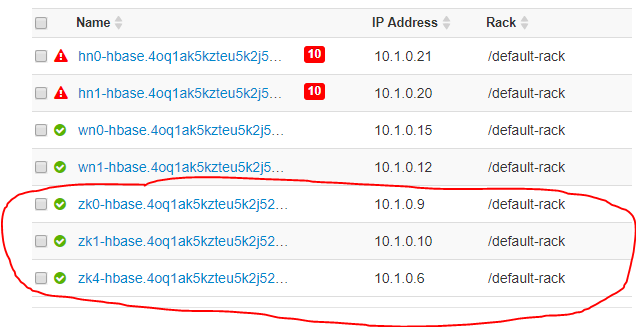 Name IP Address Rack
hn0-hbase.4oq1ak5kzteu5k2j5... 10 10.1.0.21 /default-rack
hn1-hbase.4oq1ak5kzteu5k2j5... 10 10.1.0.20 /default-rack
wn0-hbase.4oq1ak5kzteu5k2j5... 10.1.0.15 /default-rack
wn1-hbase.4oq1ak5kzteu5k2j5... 10.1.0.12 /default-rack
zk0-hbase.4oq1ak5kzteu5k2j52... 10.1.0.9 /default-rack
zk1-hbase.4oq1ak5kzteu5k2j52... 10.1.0.10 /default-rack
zk4-hbase.4oq1ak5kzteu5k2j52... 10.1.0.6 /default-rack